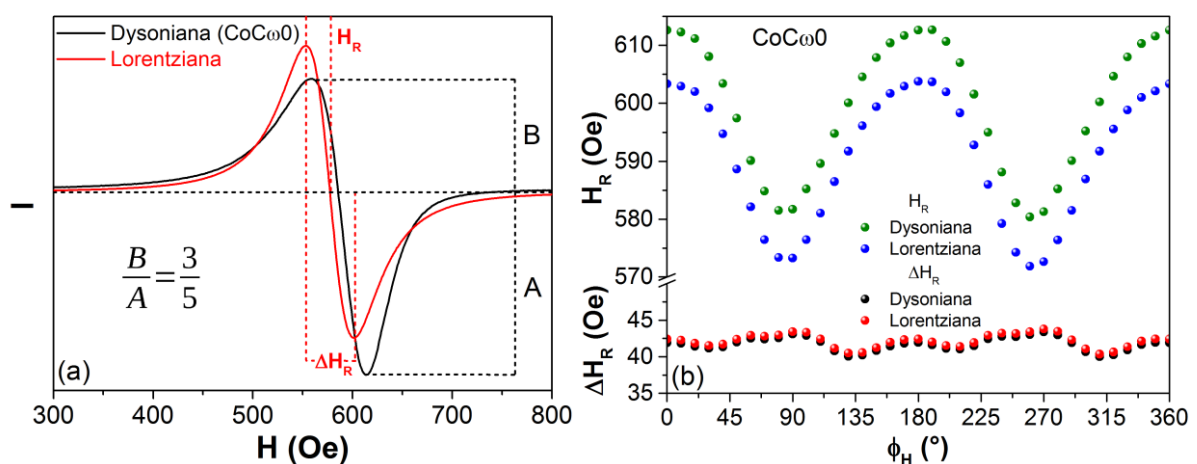 Dysoniana (CoCω0)
Lorentziana
H_R
B
A
B/A = 3/5
ΔH_R
(a)
I
300 400 500 600 700 800
H (Oe)
CoCω0
610
600
590
580
570
45
40
35
H_R (Oe)
ΔH_R (Oe)
H_R
Dysoniana
Lorentziana
ΔH_R
Dysoniana
Lorentziana
(b)
0 45 90 135 180 225 270 315 360
ϕ_H (°)